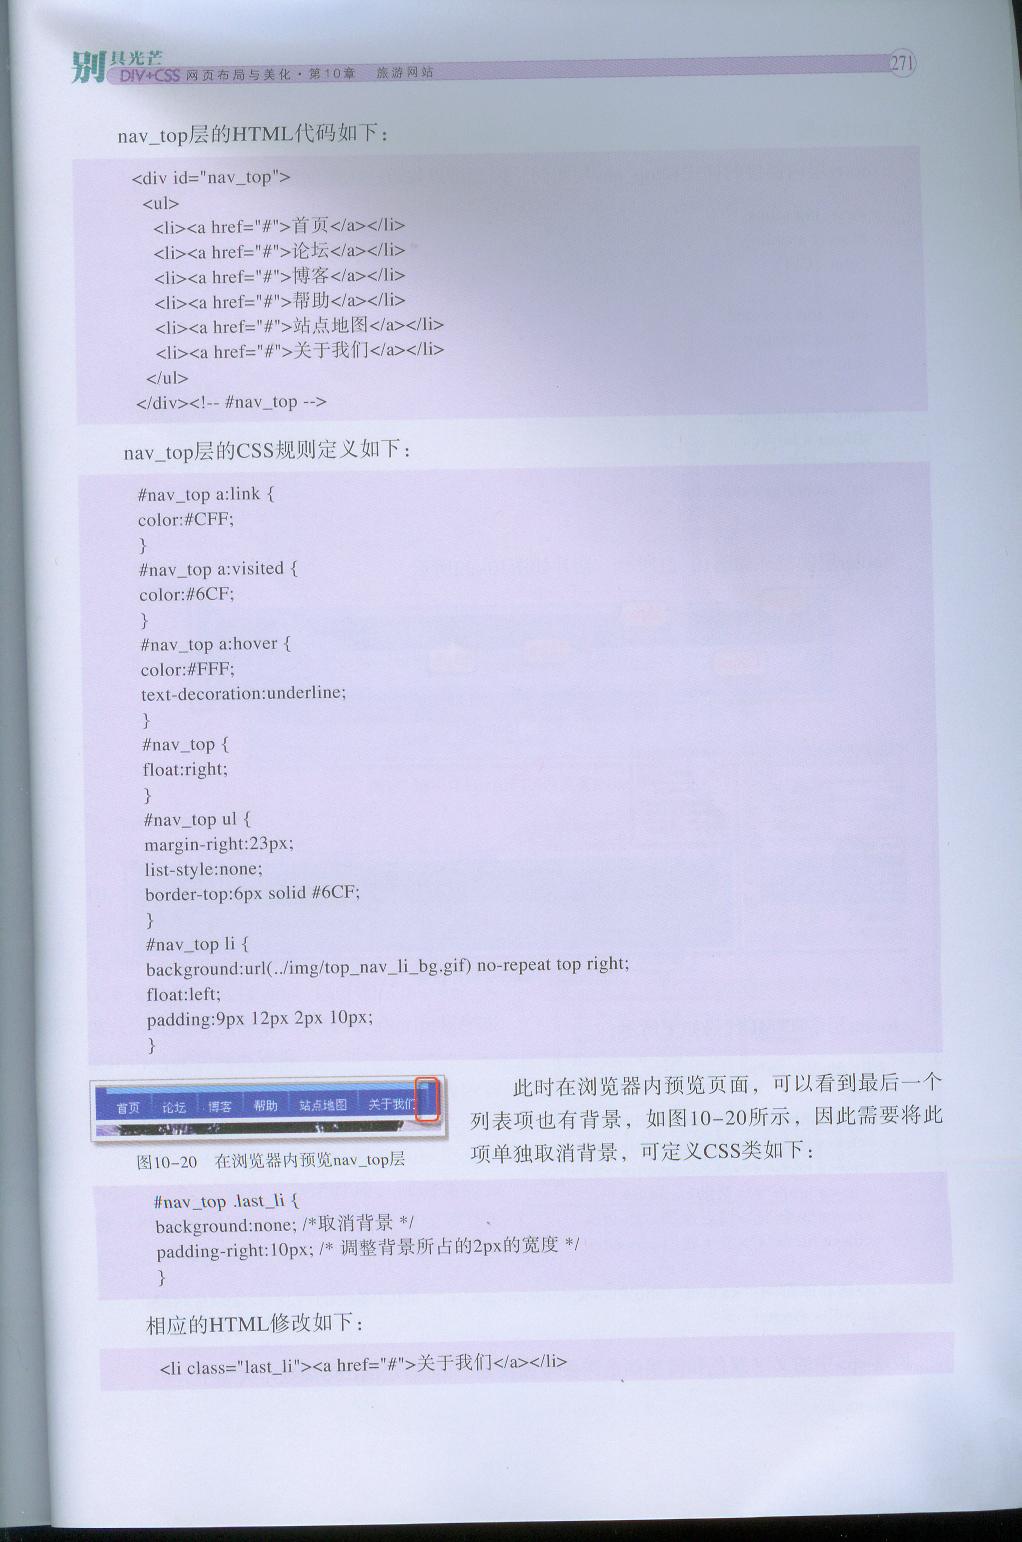 别具光芒
DIV+CSS 网页布局与美化·第10章 旅游网站 271
nav_top层的HTML代码如下：
<div id="nav_top">
<ul>
<li><a href="#">首页</a></li>
<li><a href="#">论坛</a></li>
<li><a href="#">博客</a></li>
<li><a href="#">帮助</a></li>
<li><a href="#">站点地图</a></li>
<li><a href="#">关于我们</a></li>
</ul>
</div><!-- #nav_top -->
nav_top层的CSS规则定义如下：
#nav_top a:link {
color:#CFF;
}
#nav_top a:visited {
color:#6CF;
}
#nav_top a:hover {
color:#FFF;
text-decoration:underline;
}
#nav_top {
float:right;
}
#nav_top ul {
margin-right:23px;
list-style:none;
border-top:6px solid #6CF;
}
#nav_top li {
background:url(../img/top_nav_li_bg.gif) no-repeat top right;
float:left;
padding:9px 12px 2px 10px;
}
首页 论坛 博客 帮助 站点地图 关于我们
图10-20 在浏览器内预览nav_top层
此时在浏览器内预览页面，可以看到最后一个
列表项也有背景，如图10-20所示，因此需要将此
项单独取消背景，可定义CSS类如下：
#nav_top .last_li {
background:none; /*取消背景 */
padding-right:10px; /* 调整背景所占的2px的宽度 */
}
相应的HTML修改如下：
<li class="last_li"><a href="#">关于我们</a></li>